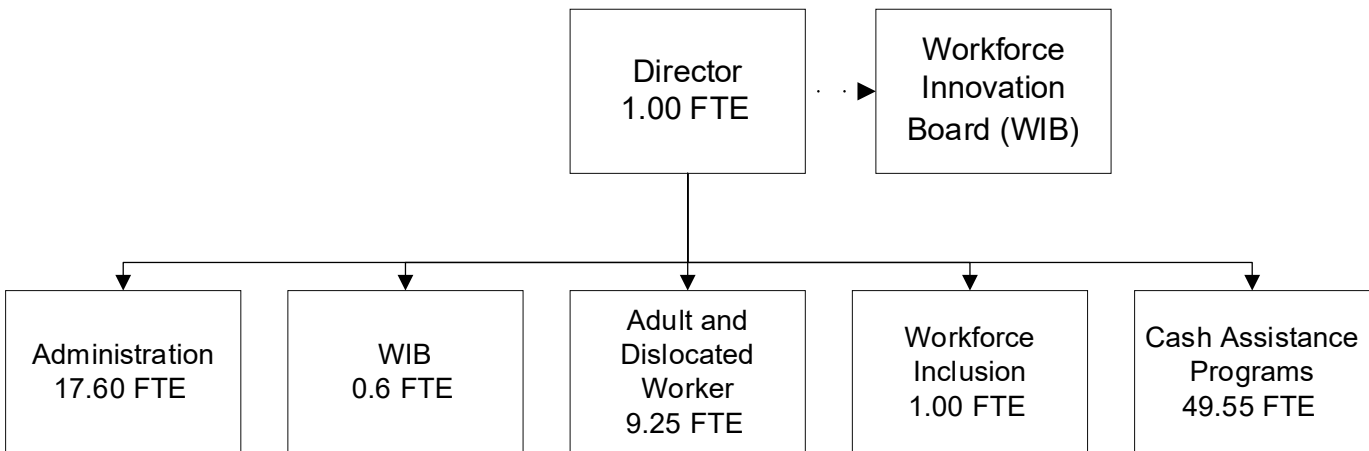 Director
1.00 FTE
Workforce
Innovation
Board (WIB)
Administration
17.60 FTE
WIB
0.6 FTE
Adult and
Dislocated
Worker
9.25 FTE
Workforce
Inclusion
1.00 FTE
Cash Assistance
Programs
49.55 FTE